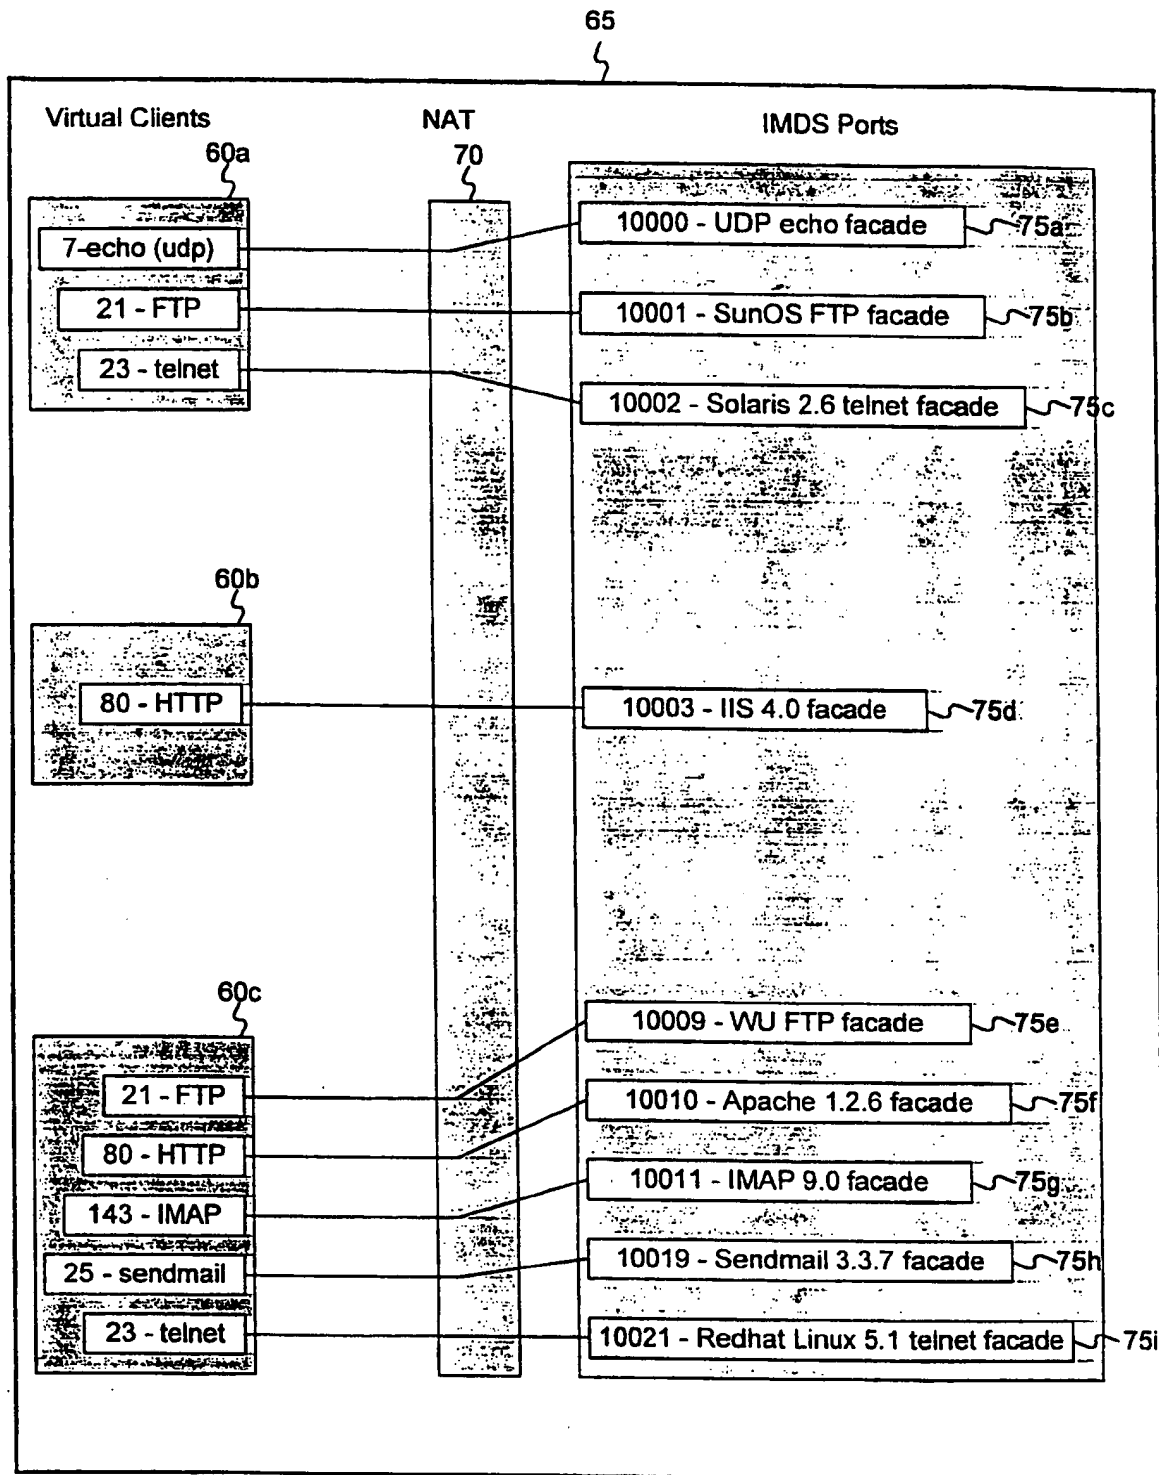 65
Virtual Clients
NAT
IMDS Ports
60a
70
7-echo (udp)
10000 - UDP echo facade
75a
21 - FTP
10001 - SunOS FTP facade
75b
23 - telnet
10002 - Solaris 2.6 telnet facade
75c
60b
80 - HTTP
10003 - IIS 4.0 facade
75d
60c
10009 - WU FTP facade
75e
21 - FTP
10010 - Apache 1.2.6 facade
75f
80 - HTTP
10011 - IMAP 9.0 facade
75g
143 - IMAP
10019 - Sendmail 3.3.7 facade
75h
25 - sendmail
23 - telnet
10021 - Redhat Linux 5.1 telnet facade
75i